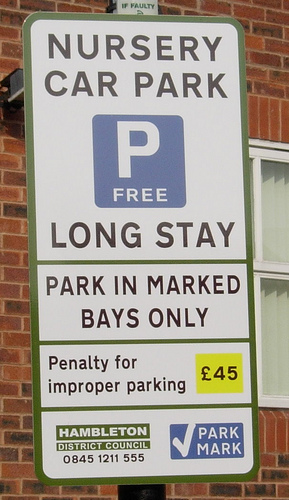 IF FAULTY
NURSERY
CAR PARK
P
FREE
LONG STAY
PARK IN MARKED
BAYS ONLY
Penalty for
improper parking
£45
HAMBLETON
DISTRICT COUNCIL
0845 1211 555
PARK
MARK